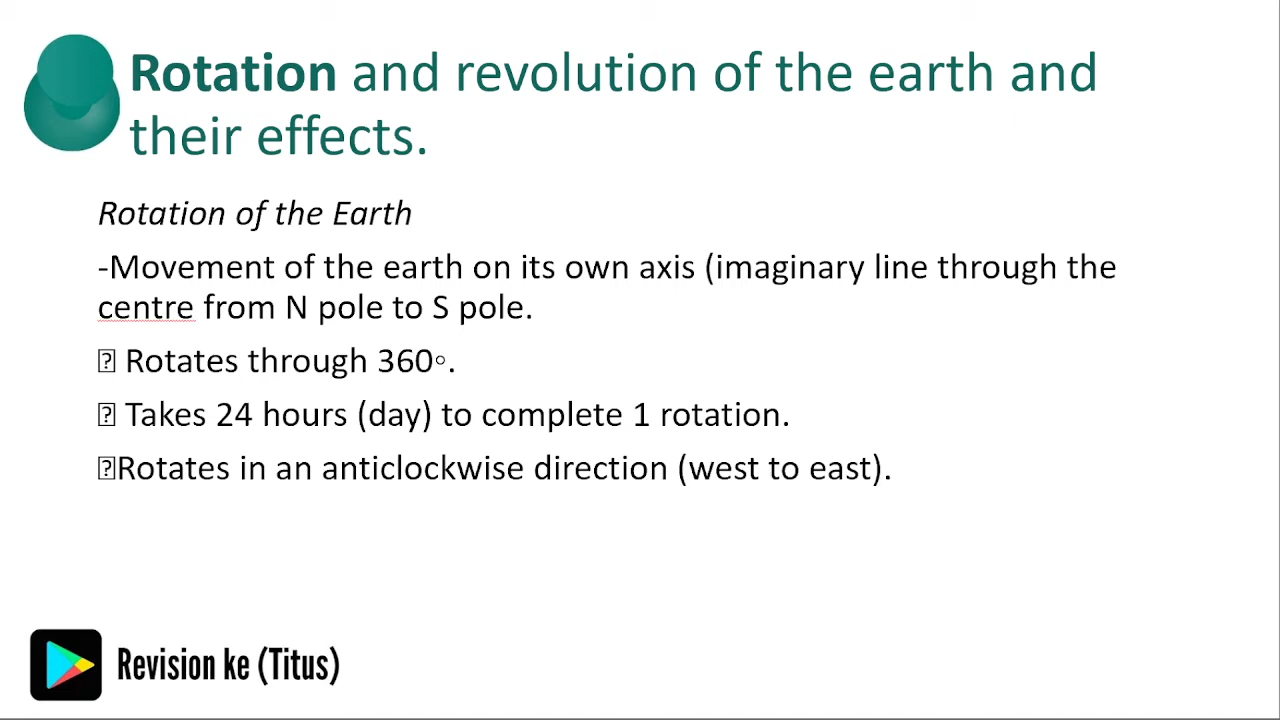 Rotation and revolution of the earth and
their effects.
Rotation of the Earth
-Movement of the earth on its own axis (imaginary line through the
centre from N pole to S pole.
⍰ Rotates through 360◦.
⍰ Takes 24 hours (day) to complete 1 rotation.
⍰Rotates in an anticlockwise direction (west to east).
Revision ke (Titus)